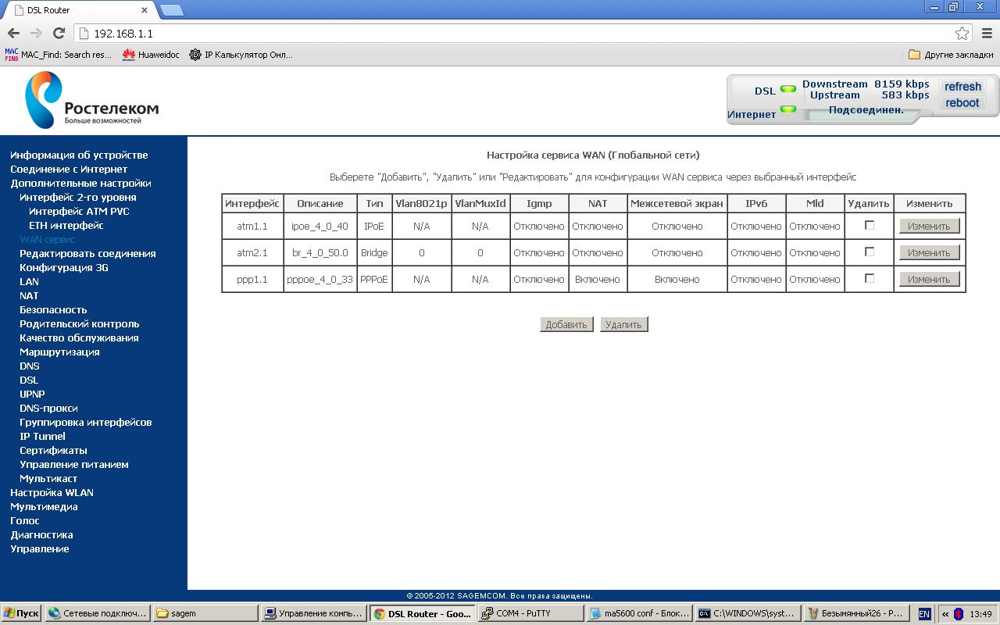 DSL Router
192.168.1.1
MAC FIND MAC_Find: Search res... Huaweidoc IP Калькулятор Онл... Другие закладки
Ростелеком
Больше возможностей
DSL Downstream 8159 kbps refresh
Upstream 583 kbps reboot
Интернет Подсоединен.
Информация об устройстве
Соединение с Интернет
Дополнительные настройки
Интерфейс 2-го уровня
Интерфейс ATM PVC
ETH интерфейс
WAN сервис
Редактировать соединения
Конфигурация 3G
LAN
NAT
Безопасность
Родительский контроль
Качество обслуживания
Маршрутизация
DNS
DSL
UPNP
DNS-прокси
Группировка интерфейсов
IP Tunnel
Сертификаты
Управление питанием
Мультикаст
Настройка WLAN
Мультимедиа
Голос
Диагностика
Управление
Настройка сервиса WAN (Глобальной сети)
Выберете "Добавить", "Удалить" или "Редактировать" для конфигурации WAN сервиса через выбранный интерфейс
Интерфейс Описание Тип Vlan8021p VlanMuxId Igmp NAT Межсетевой экран IPv6 Mld Удалить Изменить
atm1.1 ipoe_4_0_40 IPoE N/A N/A Отключено Отключено Отключено Отключено Отключено Изменить
atm2.1 br_4_0_50.0 Bridge 0 0 Отключено Отключено Отключено Отключено Отключено Изменить
ppp1.1 pppoe_4_0_33 PPPoE N/A N/A Отключено Включено Включено Отключено Отключено Изменить
Добавить Удалить
© 2005-2012 SAGEMCOM. Все права защищены.
Пуск Сетевые подключ... sagem Управление компь... DSL Router - Goo... COM4 - PuTTY ma5600 conf - Блок... C:\WINDOWS\syst... Безымянный26 - P... EN « 13:49